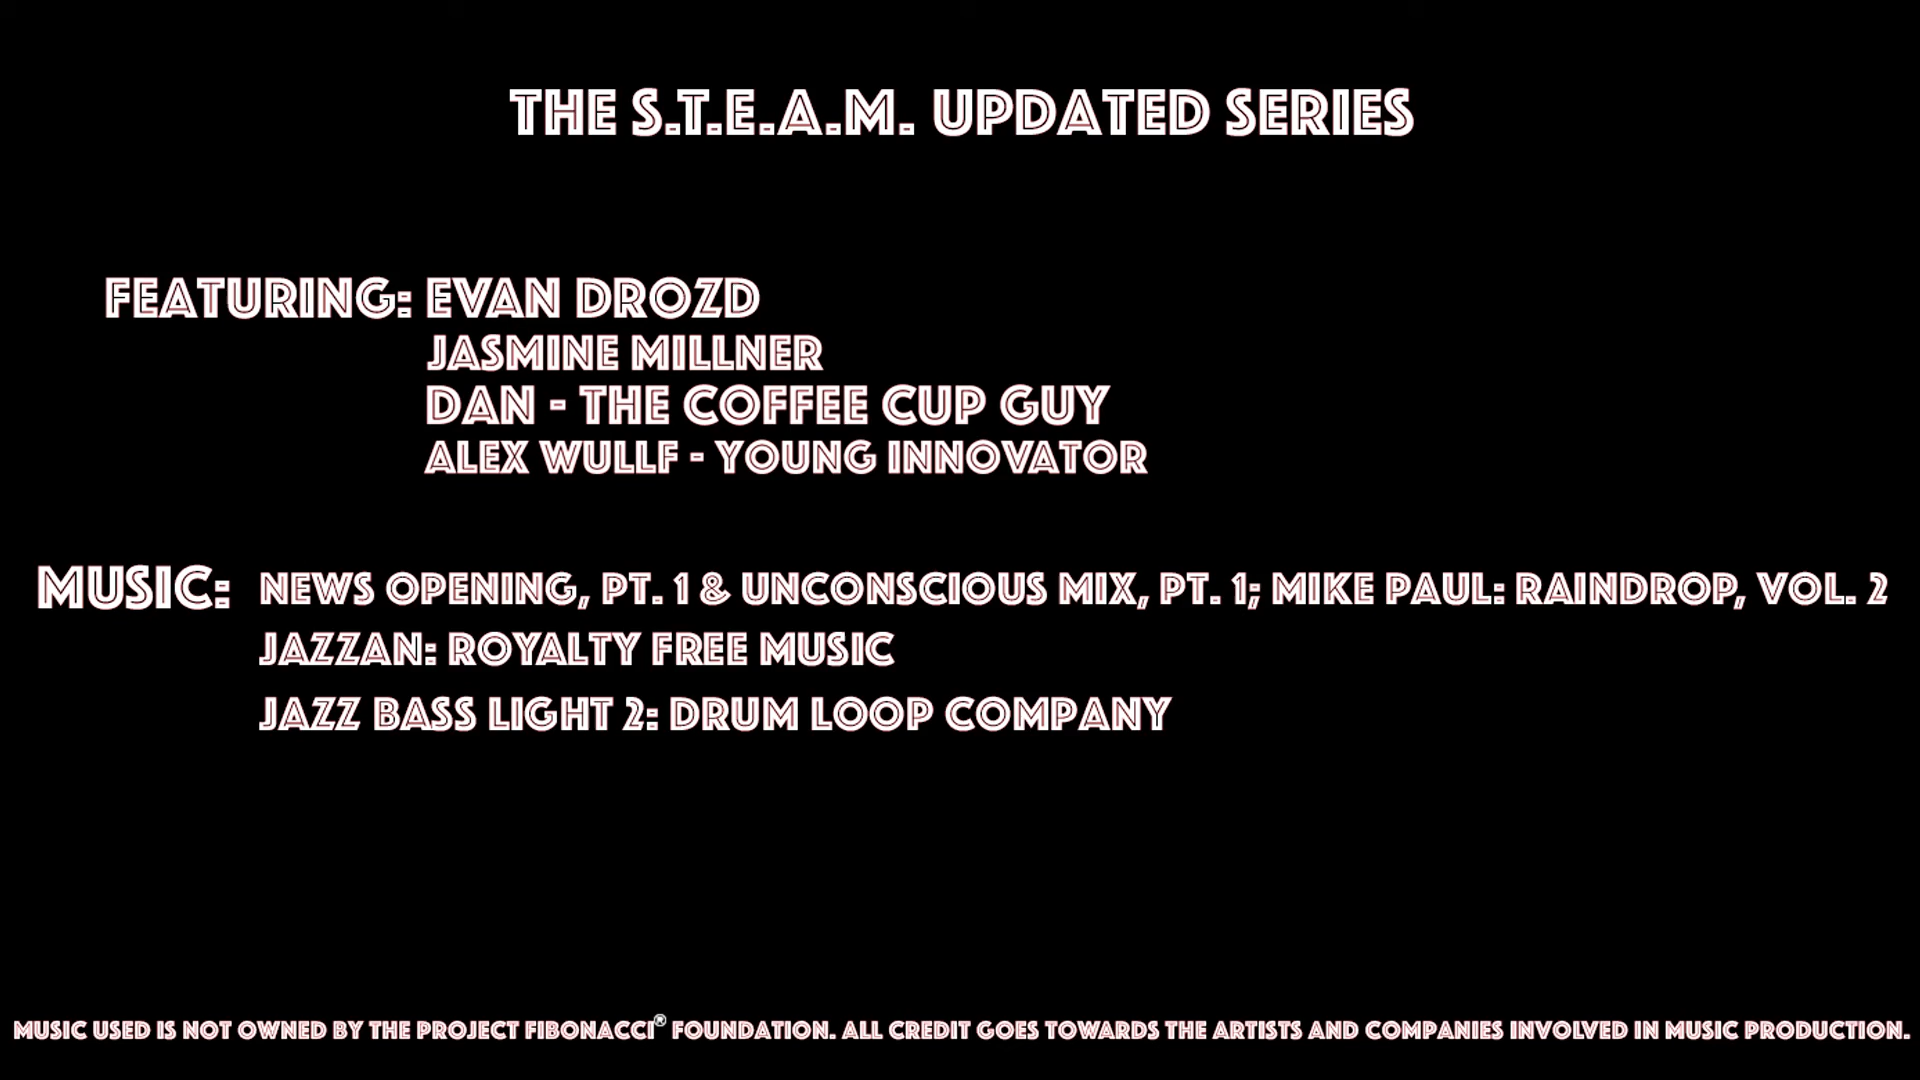 THE S.T.E.A.M. UPDATED SERIES
FEATURING: EVAN DROZD
JASMINE MILLNER
DAN - THE COFFEE CUP GUY
ALEX WULLF - YOUNG INNOVATOR
MUSIC: NEWS OPENING, PT. 1 & UNCONSCIOUS MIX, PT. 1; MIKE PAUL: RAINDROP, VOL. 2
JAZZAN: ROYALTY FREE MUSIC
JAZZ BASS LIGHT 2: DRUM LOOP COMPANY
MUSIC USED IS NOT OWNED BY THE PROJECT FIBONACCI® FOUNDATION. ALL CREDIT GOES TOWARDS THE ARTISTS AND COMPANIES INVOLVED IN MUSIC PRODUCTION.